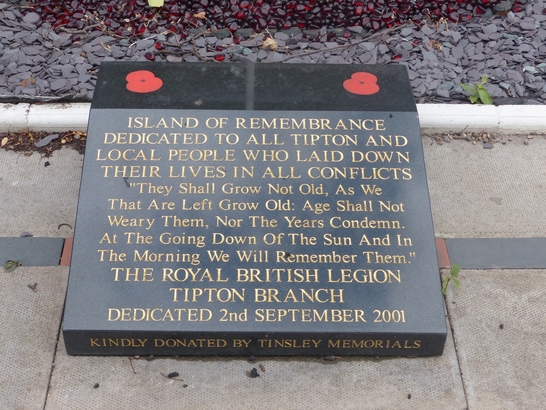 ISLAND OF REMEMBRANCE
DEDICATED TO ALL TIPTON AND
LOCAL PEOPLE WHO LAID DOWN
THEIR LIVES IN ALL CONFLICTS
"They Shall Grow Not Old, As We
That Are Left Grow Old: Age Shall Not
Weary Them, Nor The Years Condemn.
At The Going Down Of The Sun And In
The Morning We Will Remember Them."
THE ROYAL BRITISH LEGION
TIPTON BRANCH
DEDICATED 2nd SEPTEMBER 2001
KINDLY DONATED BY TINSLEY MEMORIALS